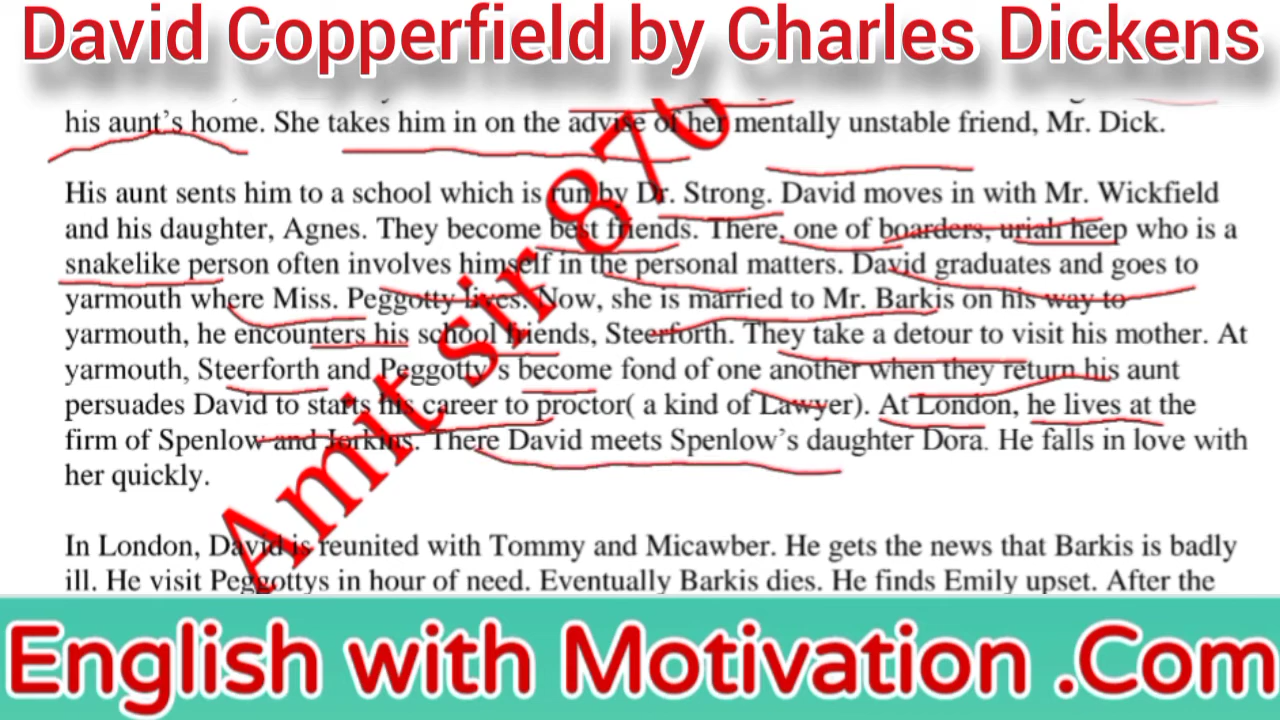 David Copperfield by Charles Dickens
his aunt's home. She takes him in on the advise of her mentally unstable friend, Mr. Dick.
His aunt sents him to a school which is run by Dr. Strong. David moves in with Mr. Wickfield
and his daughter, Agnes. They become best friends. There, one of boarders, uriah heep who is a
snakelike person often involves himself in the personal matters. David graduates and goes to
yarmouth where Miss. Peggotty lives. Now, she is married to Mr. Barkis on his way to
yarmouth, he encounters his school friends, Steerforth. They take a detour to visit his mother. At
yarmouth, Steerforth and Peggotty's become fond of one another when they return his aunt
persuades David to starts his career to proctor( a kind of Lawyer). At London, he lives at the
firm of Spenlow and Jorkins. There David meets Spenlow's daughter Dora. He falls in love with
her quickly.
In London, David is reunited with Tommy and Micawber. He gets the news that Barkis is badly
ill. He visit Peggottys in hour of need. Eventually Barkis dies. He finds Emily upset. After the
Amit sir 870
English with Motivation .Com